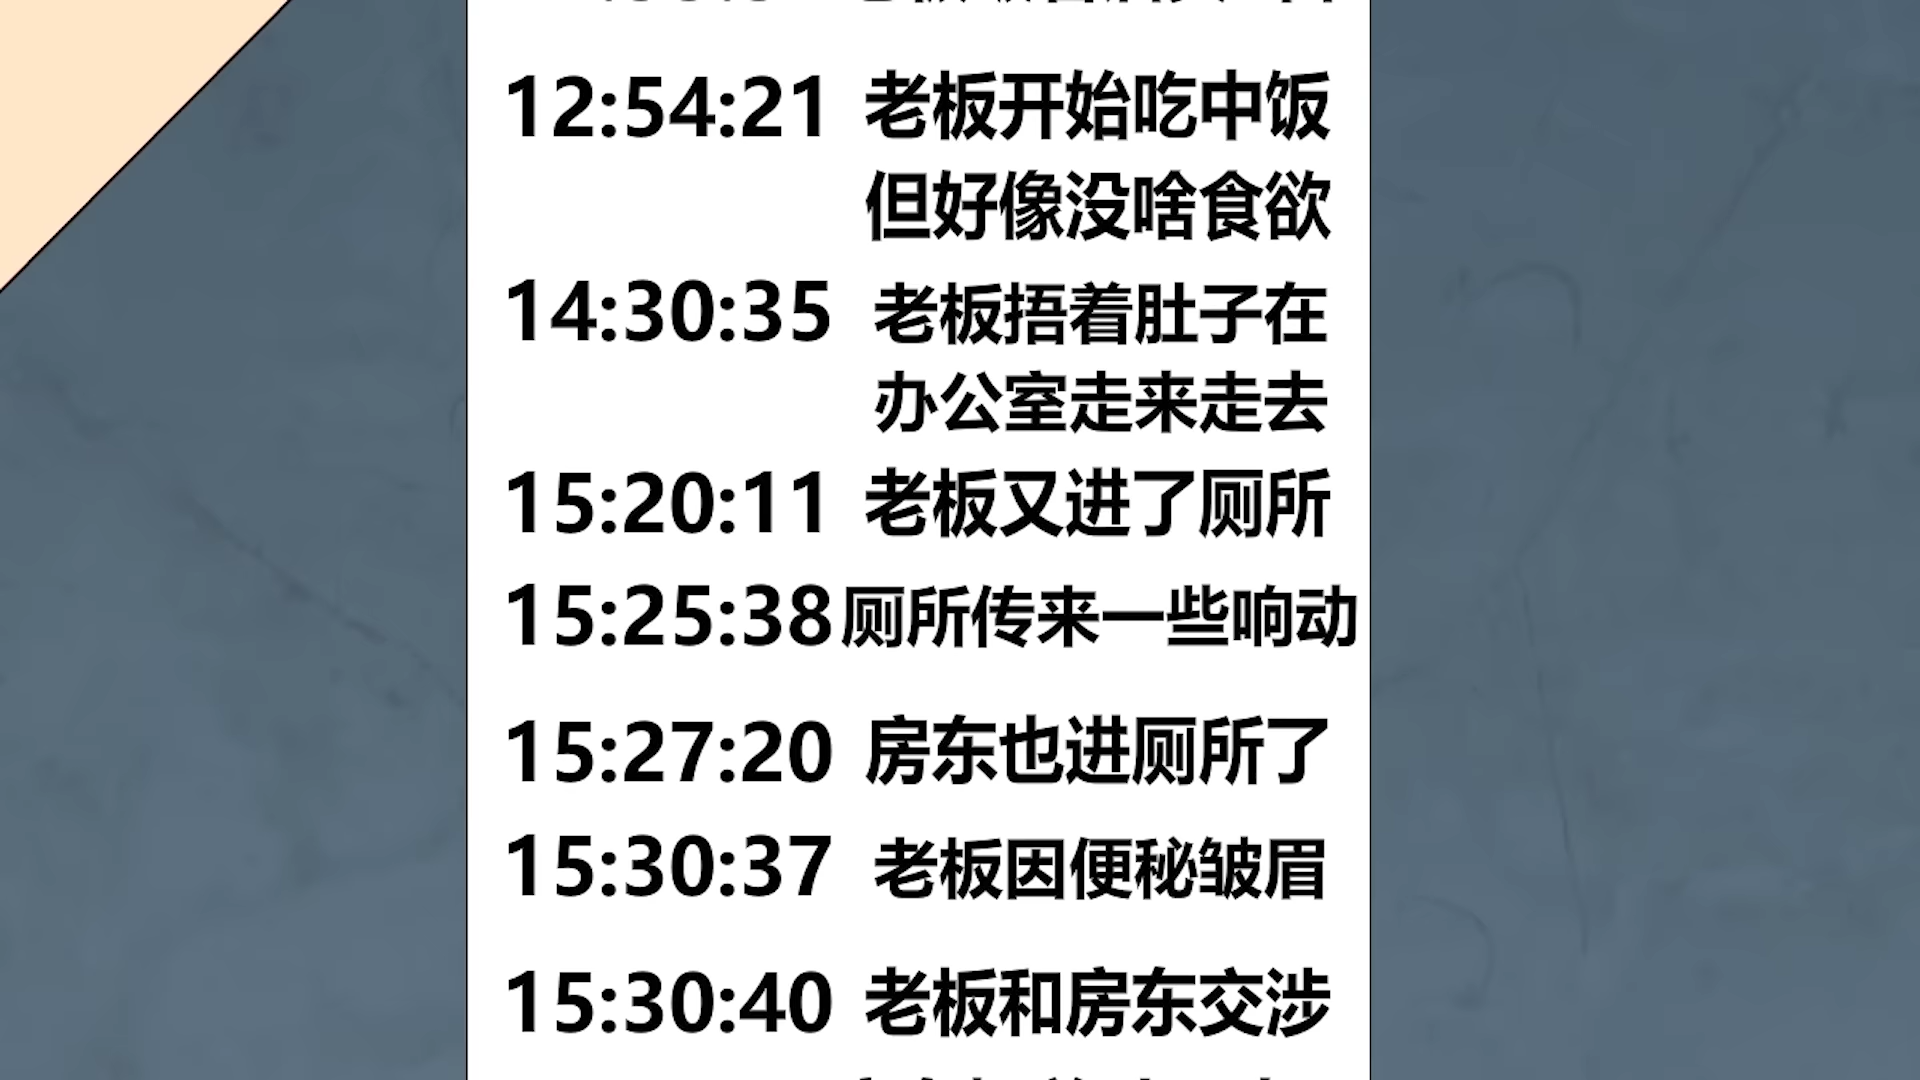 12:54:21 老板开始吃中饭
但好像没啥食欲
14:30:35 老板捂着肚子在
办公室走来走去
15:20:11 老板又进了厕所
15:25:38 厕所传来一些响动
15:27:20 房东也进厕所了
15:30:37 老板因便秘皱眉
15:30:40 老板和房东交涉